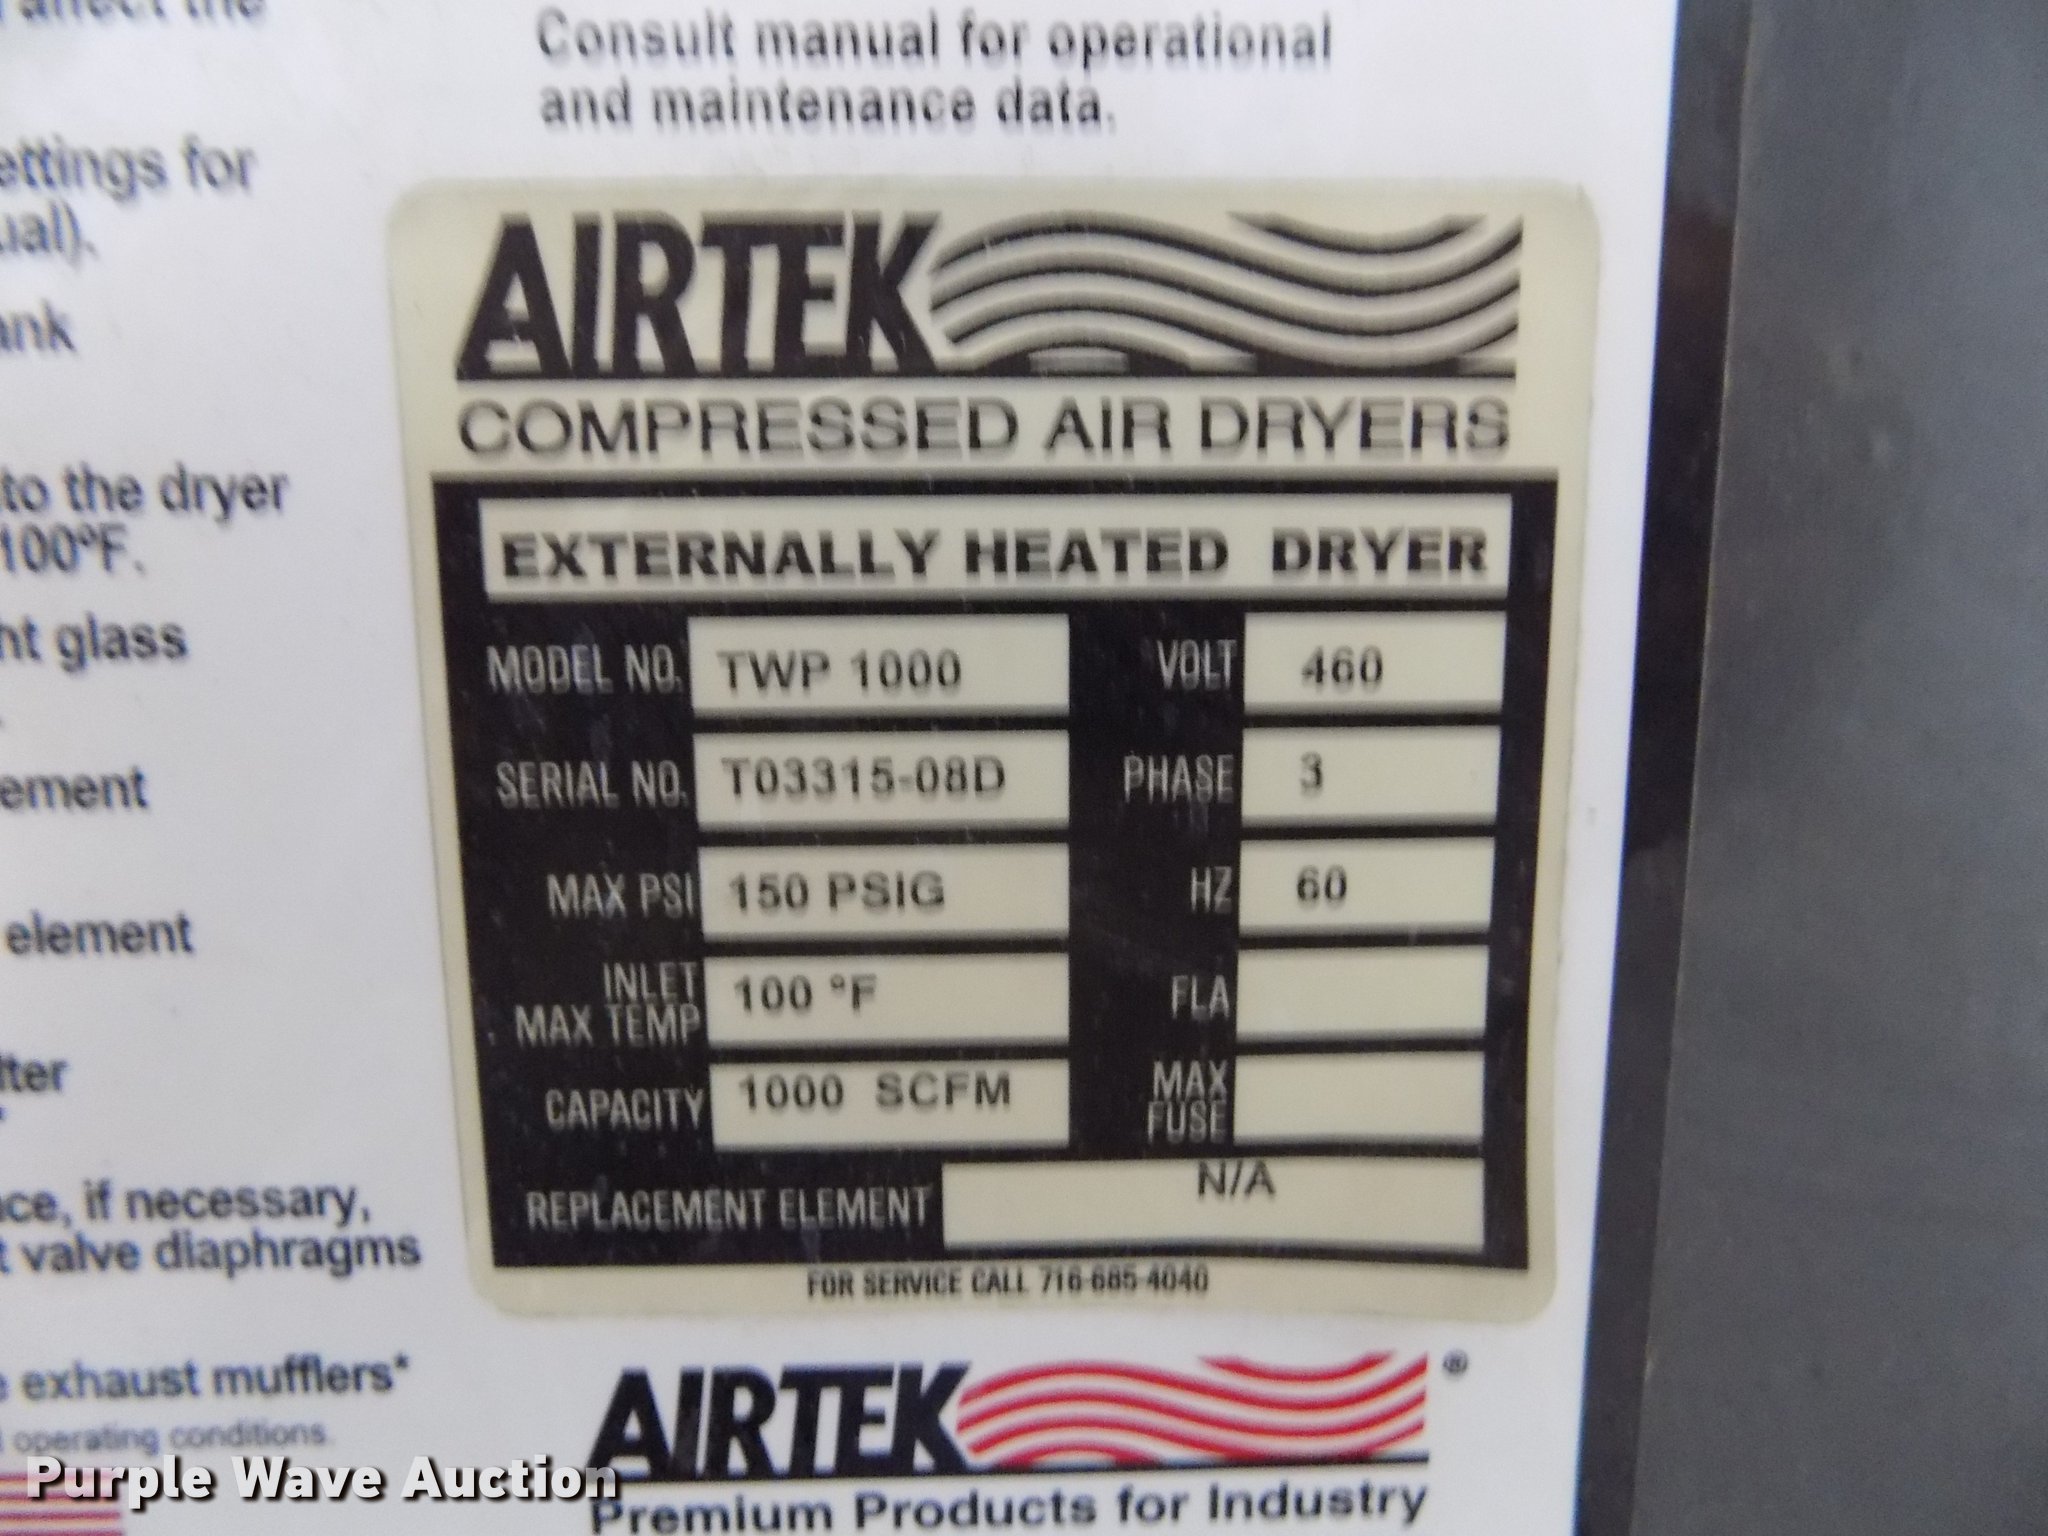 affect the
ettings for
ual).
ank
to the dryer
100ºF.
ht glass
ement
element
lter
ce, if necessary,
t valve diaphragms
e exhaust mufflers*
operating conditions.
Consult manual for operational
and maintenance data.
AIRTEK
COMPRESSED AIR DRYERS
EXTERNALLY HEATED DRYER
MODEL NO. TWP 1000 VOLT 460
SERIAL NO. T03315-08D PHASE 3
MAX PSI 150 PSIG HZ 60
INLET
MAX TEMP 100 ºF FLA
CAPACITY 1000 SCFM MAX
FUSE
REPLACEMENT ELEMENT N/A
FOR SERVICE CALL 716-685-4040
AIRTEK®
Premium Products for Industry
Purple Wave Auction